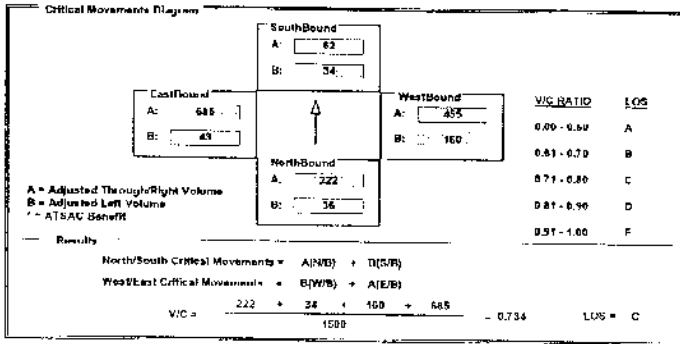 Critical Movements Diagram
SouthBound
A: 62
B: 34
EastBound
A: 685
B: 43
WestBound
A: 455
B: 160
NorthBound
A: 222
B: 36
V/C RATIO LOS
0.00 - 0.60 A
0.61 - 0.70 B
0.71 - 0.80 C
0.81 - 0.90 D
0.91 - 1.00 E
A = Adjusted Through/Right Volume
B = Adjusted Left Volume
* = ATSAC Benefit
Results
North/South Critical Movements = A(N/B) + B(S/B)
West/East Critical Movements = B(W/B) + A(E/B)
V/C = 222 + 34 + 160 + 685
1500
= 0.734 LOS = C